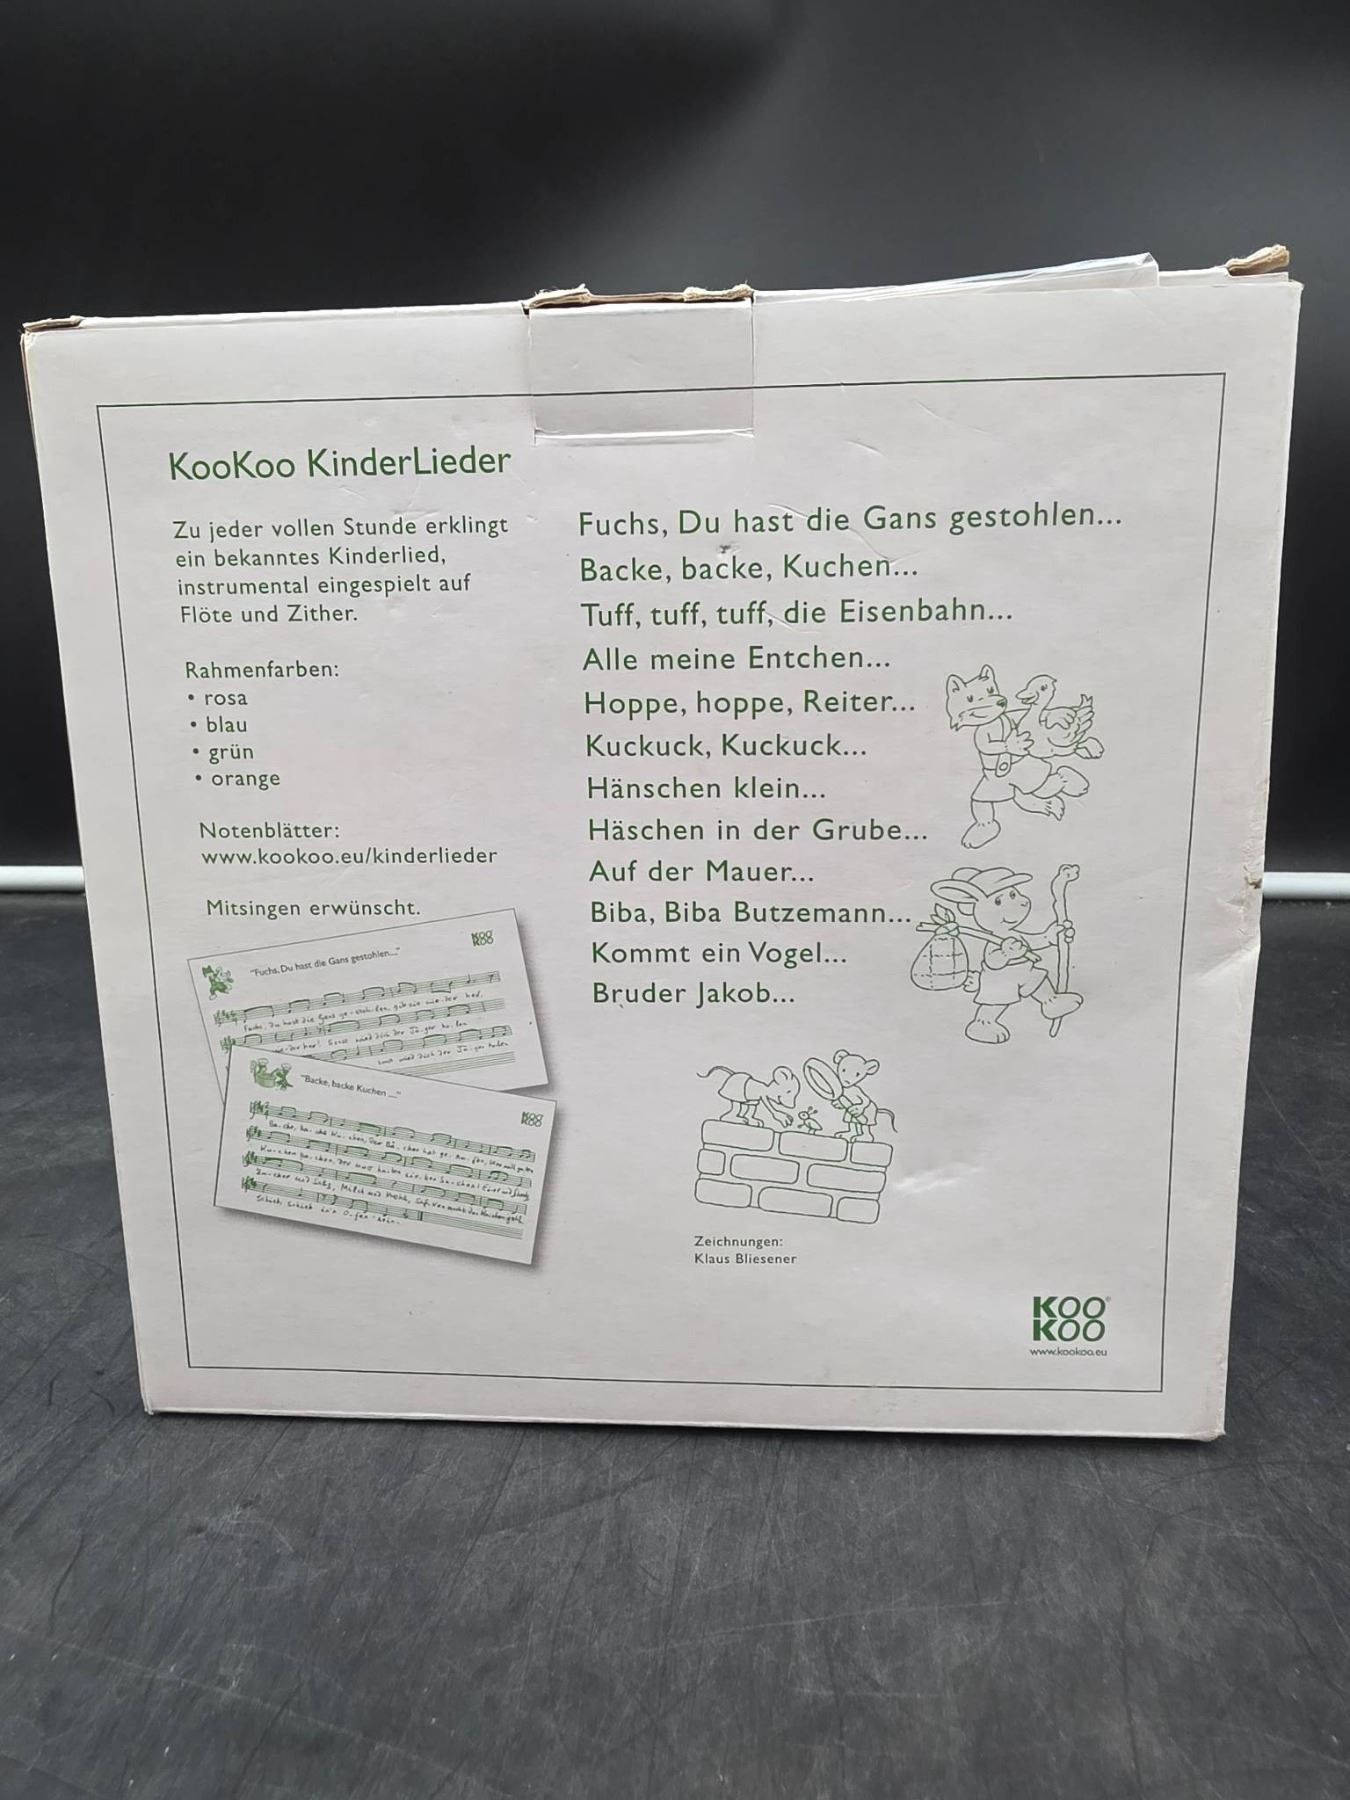 KooKoo KinderLieder
Zu jeder vollen Stunde erklingt
ein bekanntes Kinderlied,
instrumental eingespielt auf
Flöte und Zither.
Rahmenfarben:
• rosa
• blau
• grün
• orange
Notenblätter:
www.kookoo.eu/kinderlieder
Mitsingen erwünscht.
"Fuchs, Du hast die Gans gestohlen..."
KOO
KOO
"Backe, backe Kuchen ..."
KOO
KOO
Fuchs, Du hast die Gans gestohlen...
Backe, backe, Kuchen...
Tuff, tuff, tuff, die Eisenbahn...
Alle meine Entchen...
Hoppe, hoppe, Reiter...
Kuckuck, Kuckuck...
Hänschen klein...
Häschen in der Grube...
Auf der Mauer...
Biba, Biba Butzemann...
Kommt ein Vogel...
Bruder Jakob...
Zeichnungen:
Klaus Bliesener
KOO®
KOO
www.kookoo.eu